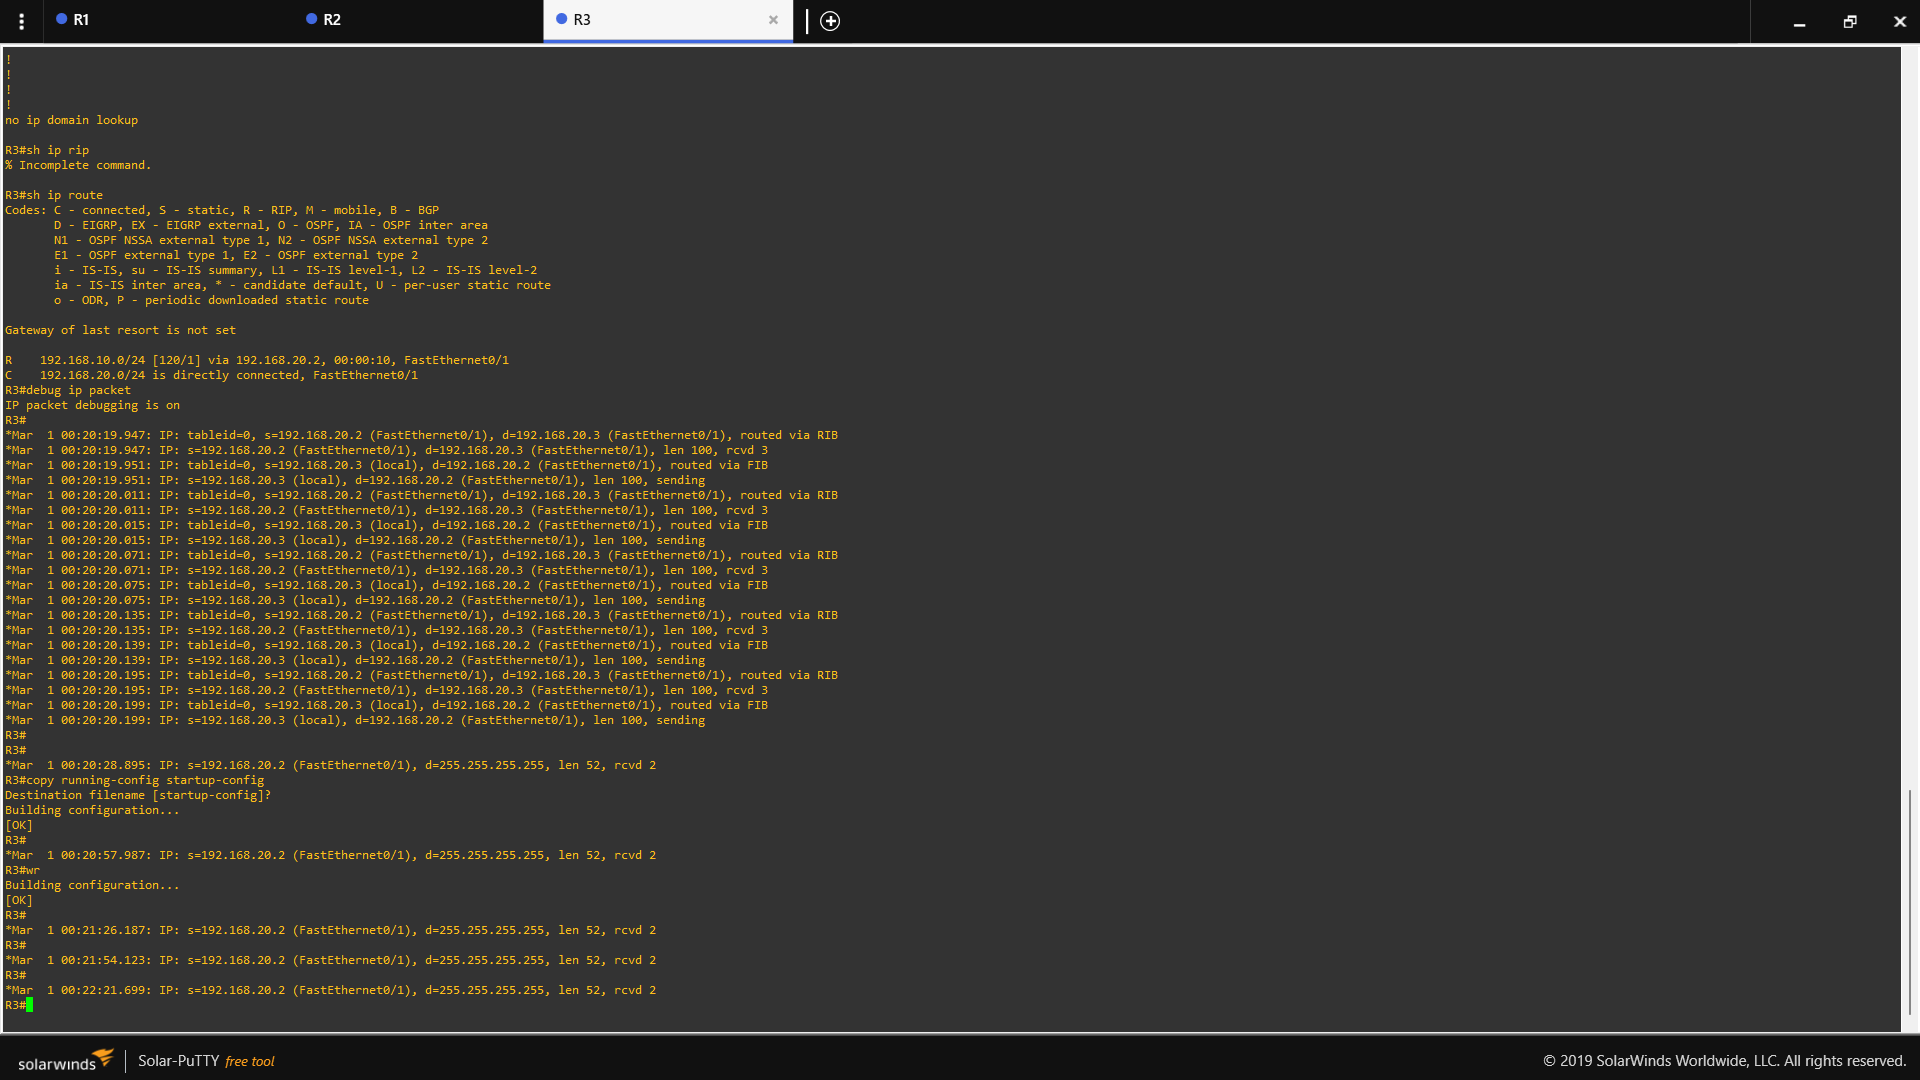 R1
R2
R3
!
!
!
!
no ip domain lookup
R3#sh ip rip
% Incomplete command.
R3#sh ip route
Codes: C - connected, S - static, R - RIP, M - mobile, B - BGP
D - EIGRP, EX - EIGRP external, O - OSPF, IA - OSPF inter area
N1 - OSPF NSSA external type 1, N2 - OSPF NSSA external type 2
E1 - OSPF external type 1, E2 - OSPF external type 2
i - IS-IS, su - IS-IS summary, L1 - IS-IS level-1, L2 - IS-IS level-2
ia - IS-IS inter area, * - candidate default, U - per-user static route
o - ODR, P - periodic downloaded static route
Gateway of last resort is not set
R    192.168.10.0/24 [120/1] via 192.168.20.2, 00:00:10, FastEthernet0/1
C    192.168.20.0/24 is directly connected, FastEthernet0/1
R3#debug ip packet
IP packet debugging is on
R3#
*Mar  1 00:20:19.947: IP: tableid=0, s=192.168.20.2 (FastEthernet0/1), d=192.168.20.3 (FastEthernet0/1), routed via RIB
*Mar  1 00:20:19.947: IP: s=192.168.20.2 (FastEthernet0/1), d=192.168.20.3 (FastEthernet0/1), len 100, rcvd 3
*Mar  1 00:20:19.951: IP: tableid=0, s=192.168.20.3 (local), d=192.168.20.2 (FastEthernet0/1), routed via FIB
*Mar  1 00:20:19.951: IP: s=192.168.20.3 (local), d=192.168.20.2 (FastEthernet0/1), len 100, sending
*Mar  1 00:20:20.011: IP: tableid=0, s=192.168.20.2 (FastEthernet0/1), d=192.168.20.3 (FastEthernet0/1), routed via RIB
*Mar  1 00:20:20.011: IP: s=192.168.20.2 (FastEthernet0/1), d=192.168.20.3 (FastEthernet0/1), len 100, rcvd 3
*Mar  1 00:20:20.015: IP: tableid=0, s=192.168.20.3 (local), d=192.168.20.2 (FastEthernet0/1), routed via FIB
*Mar  1 00:20:20.015: IP: s=192.168.20.3 (local), d=192.168.20.2 (FastEthernet0/1), len 100, sending
*Mar  1 00:20:20.071: IP: tableid=0, s=192.168.20.2 (FastEthernet0/1), d=192.168.20.3 (FastEthernet0/1), routed via RIB
*Mar  1 00:20:20.071: IP: s=192.168.20.2 (FastEthernet0/1), d=192.168.20.3 (FastEthernet0/1), len 100, rcvd 3
*Mar  1 00:20:20.075: IP: tableid=0, s=192.168.20.3 (local), d=192.168.20.2 (FastEthernet0/1), routed via FIB
*Mar  1 00:20:20.075: IP: s=192.168.20.3 (local), d=192.168.20.2 (FastEthernet0/1), len 100, sending
*Mar  1 00:20:20.135: IP: tableid=0, s=192.168.20.2 (FastEthernet0/1), d=192.168.20.3 (FastEthernet0/1), routed via RIB
*Mar  1 00:20:20.135: IP: s=192.168.20.2 (FastEthernet0/1), d=192.168.20.3 (FastEthernet0/1), len 100, rcvd 3
*Mar  1 00:20:20.139: IP: tableid=0, s=192.168.20.3 (local), d=192.168.20.2 (FastEthernet0/1), routed via FIB
*Mar  1 00:20:20.139: IP: s=192.168.20.3 (local), d=192.168.20.2 (FastEthernet0/1), len 100, sending
*Mar  1 00:20:20.195: IP: tableid=0, s=192.168.20.2 (FastEthernet0/1), d=192.168.20.3 (FastEthernet0/1), routed via RIB
*Mar  1 00:20:20.195: IP: s=192.168.20.2 (FastEthernet0/1), d=192.168.20.3 (FastEthernet0/1), len 100, rcvd 3
*Mar  1 00:20:20.199: IP: tableid=0, s=192.168.20.3 (local), d=192.168.20.2 (FastEthernet0/1), routed via FIB
*Mar  1 00:20:20.199: IP: s=192.168.20.3 (local), d=192.168.20.2 (FastEthernet0/1), len 100, sending
R3#
R3#
*Mar  1 00:20:28.895: IP: s=192.168.20.2 (FastEthernet0/1), d=255.255.255.255, len 52, rcvd 2
R3#copy running-config startup-config
Destination filename [startup-config]?
Building configuration...
[OK]
R3#
*Mar  1 00:20:57.987: IP: s=192.168.20.2 (FastEthernet0/1), d=255.255.255.255, len 52, rcvd 2
R3#wr
Building configuration...
[OK]
R3#
*Mar  1 00:21:26.187: IP: s=192.168.20.2 (FastEthernet0/1), d=255.255.255.255, len 52, rcvd 2
R3#
*Mar  1 00:21:54.123: IP: s=192.168.20.2 (FastEthernet0/1), d=255.255.255.255, len 52, rcvd 2
R3#
*Mar  1 00:22:21.699: IP: s=192.168.20.2 (FastEthernet0/1), d=255.255.255.255, len 52, rcvd 2
R3#
solarwinds
Solar-PuTTY free tool
© 2019 SolarWinds Worldwide, LLC. All rights reserved.